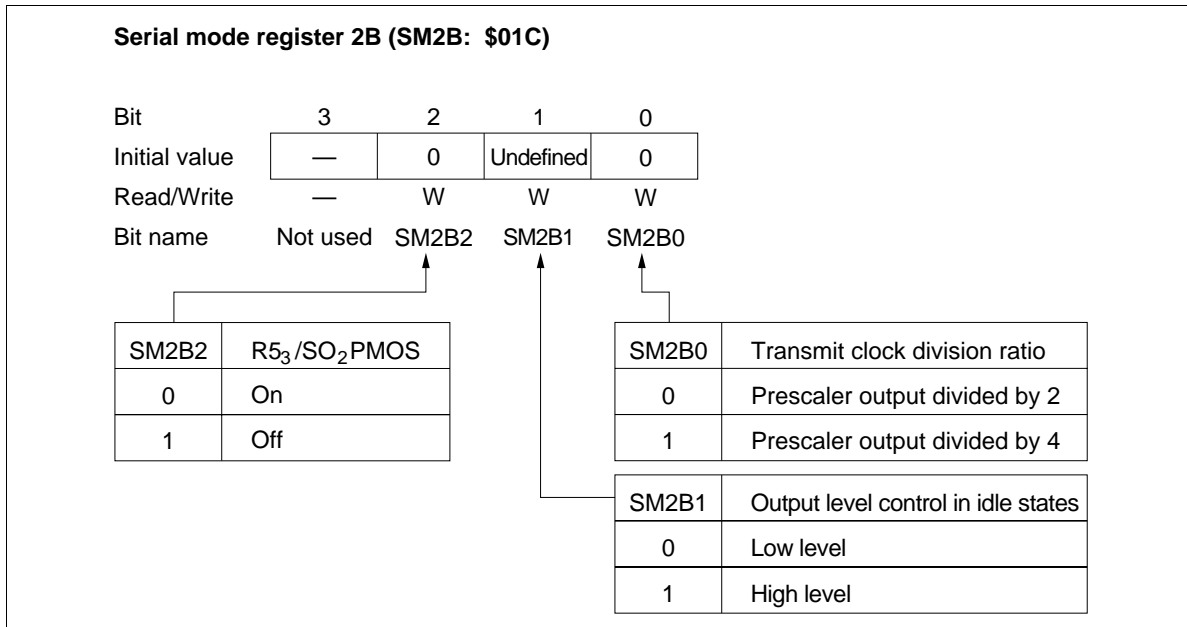 Serial mode register 2B (SM2B: $01C)
Bit 3 2 1 0
Initial value — 0 Undefined 0
Read/Write — W W W
Bit name Not used SM2B2 SM2B1 SM2B0
SM2B2 R5₃/SO₂PMOS
0 On
1 Off
SM2B0 Transmit clock division ratio
0 Prescaler output divided by 2
1 Prescaler output divided by 4
SM2B1 Output level control in idle states
0 Low level
1 High level